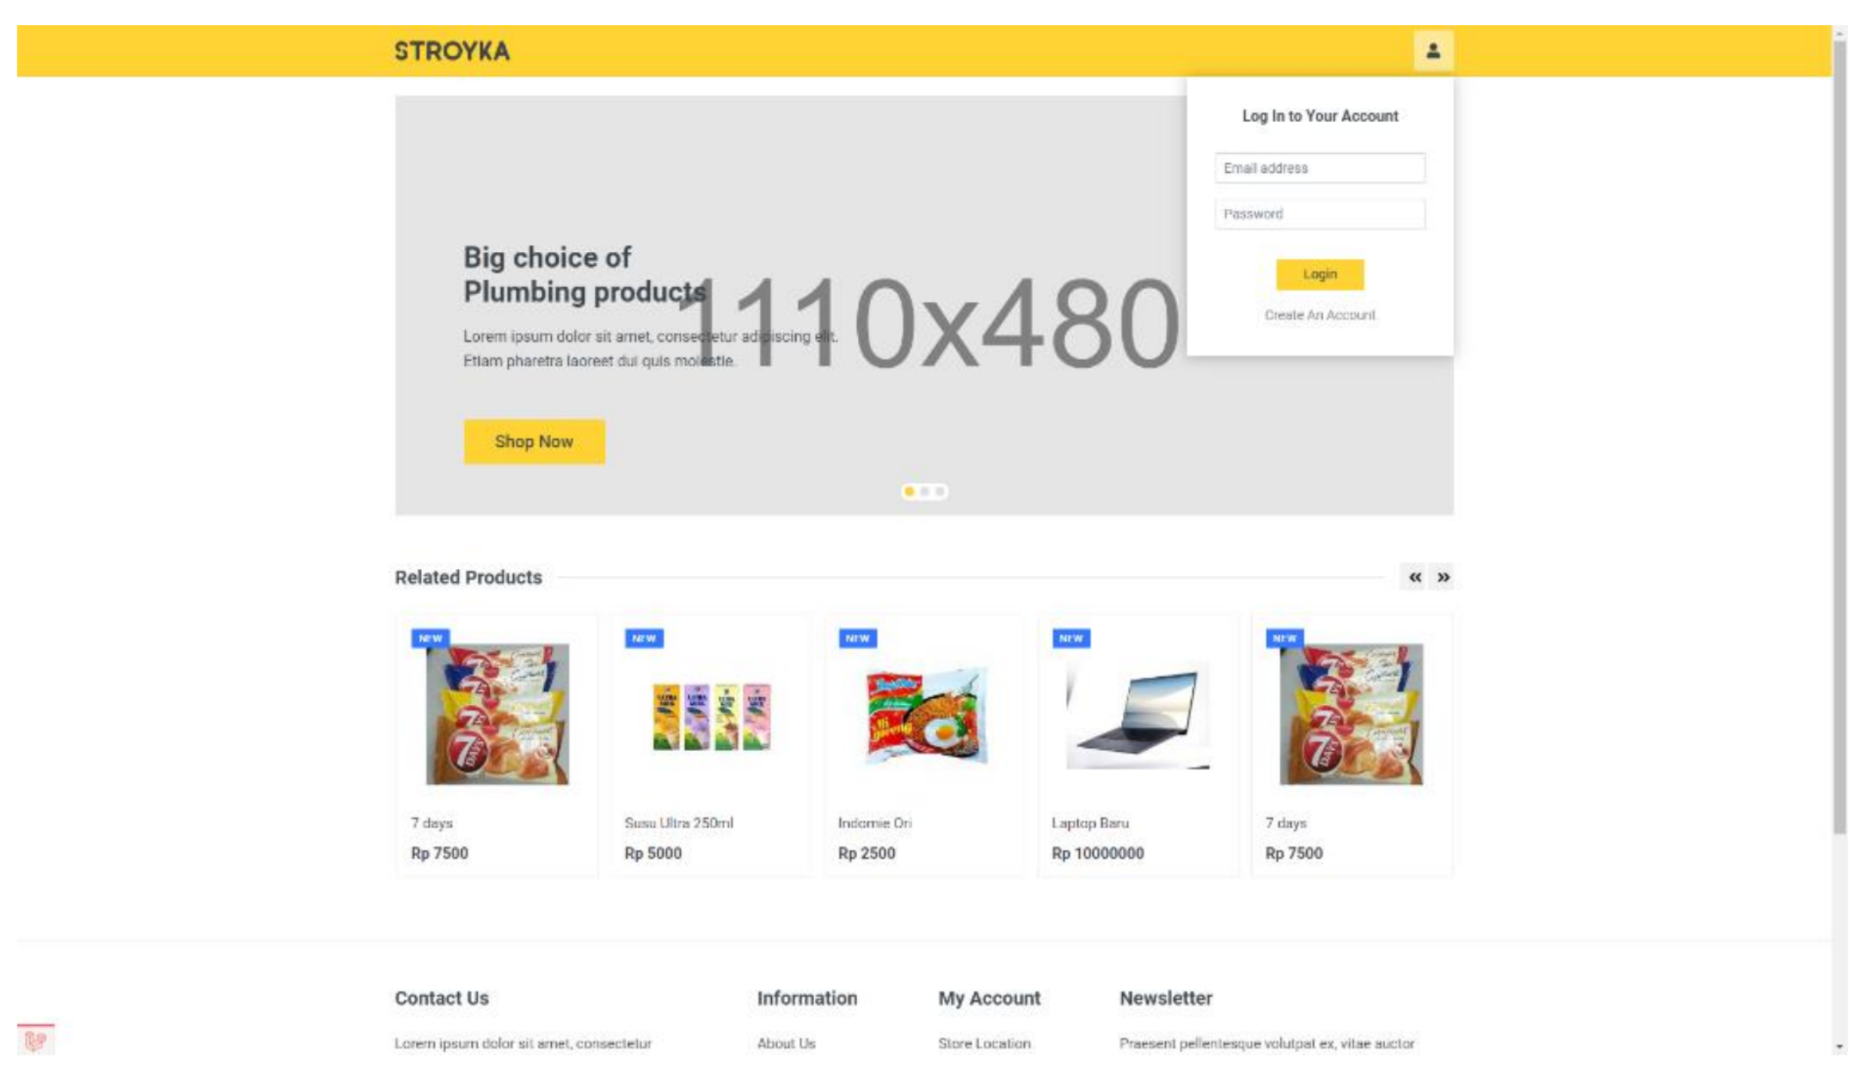 STROYKA
Log In to Your Account
Email address
Password
Login
Create An Account
Big choice of
Plumbing products
1110x480
Lorem ipsum dolor sit amet, consectetur adipiscing elit.
Etiam pharetra laoreet dui quis molestie.
Shop Now
Related Products
NEW
NEW
NEW
NEW
NEW
7 days
Susu Ultra 250ml
Indomie Ori
Laptop Baru
7 days
Rp 7500
Rp 5000
Rp 2500
Rp 10000000
Rp 7500
Contact Us
Information
My Account
Newsletter
Lorem ipsum dolor sit amet, consectetur
About Us
Store Location
Praesent pellentesque volutpat ex, vitae auctor